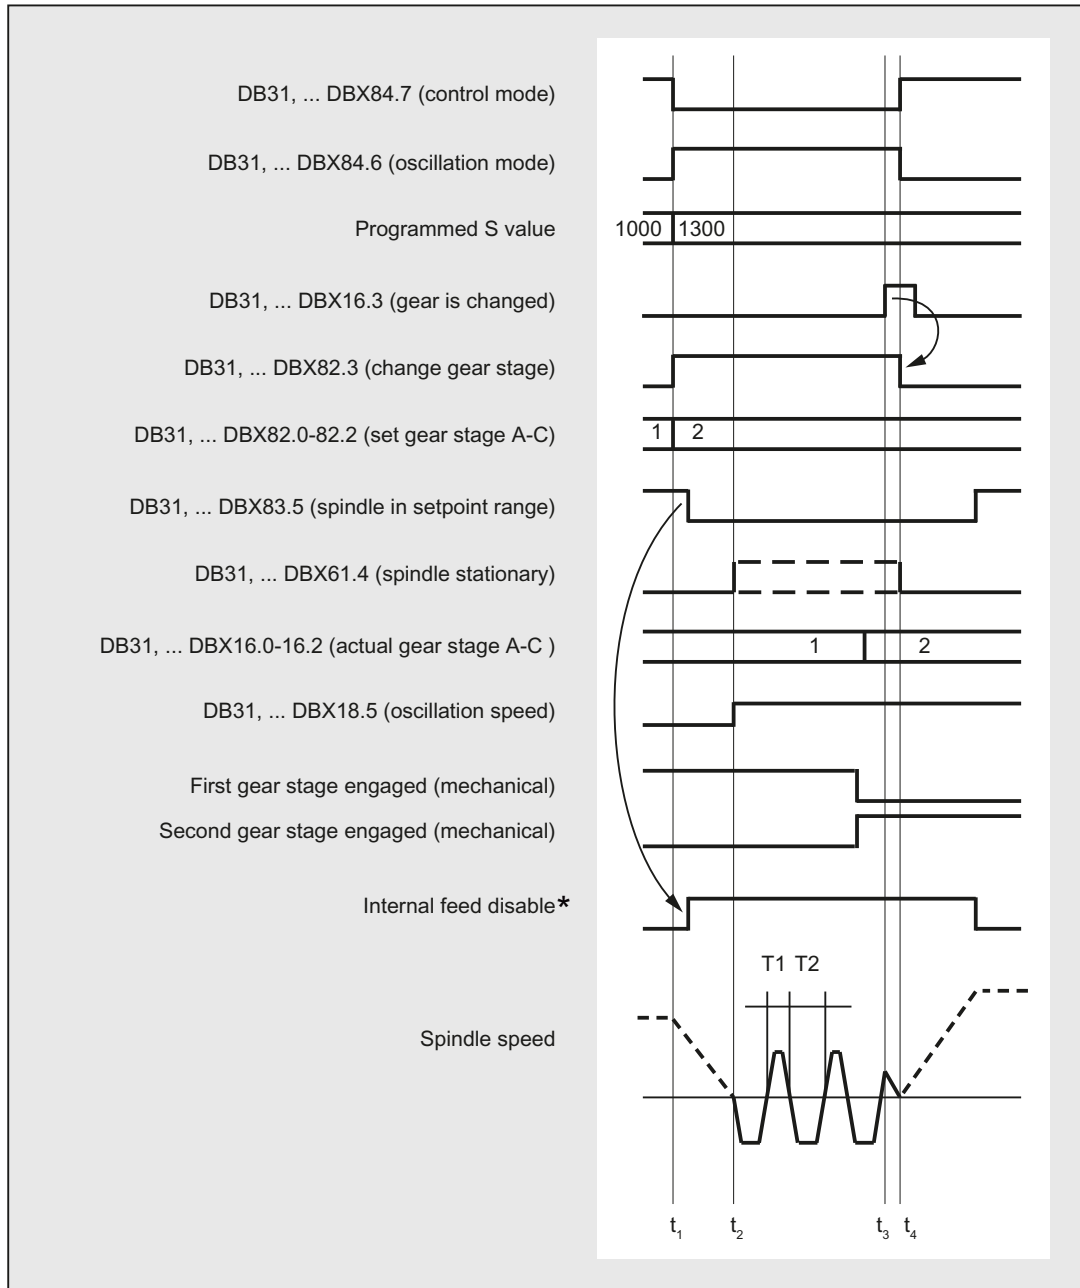 DB31, ... DBX84.7 (control mode)
DB31, ... DBX84.6 (oscillation mode)
Programmed S value
1000 1300
DB31, ... DBX16.3 (gear is changed)
DB31, ... DBX82.3 (change gear stage)
DB31, ... DBX82.0-82.2 (set gear stage A-C)
1 2
DB31, ... DBX83.5 (spindle in setpoint range)
DB31, ... DBX61.4 (spindle stationary)
DB31, ... DBX16.0-16.2 (actual gear stage A-C )
1 2
DB31, ... DBX18.5 (oscillation speed)
First gear stage engaged (mechanical)
Second gear stage engaged (mechanical)
Internal feed disable*
T1 T2
Spindle speed
t1 t2 t3 t4